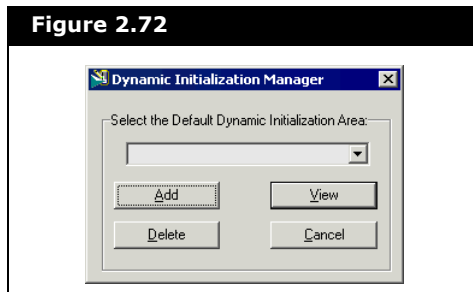 Figure 2.72
Dynamic Initialization Manager
Select the Default Dynamic Initialization Area:
Add
View
Delete
Cancel